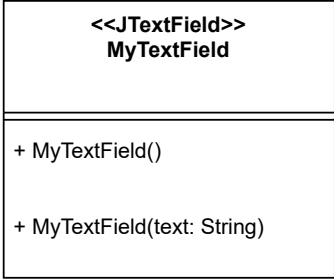 <<JTextField>>
MyTextField
+ MyTextField()
+ MyTextField(text: String)